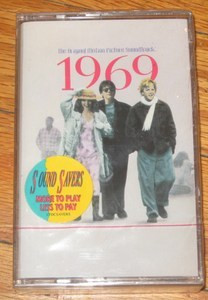 The Original Motion Picture Soundtrack
1969
SOUND SAVERS
MORE TO PLAY
LESS TO PAY